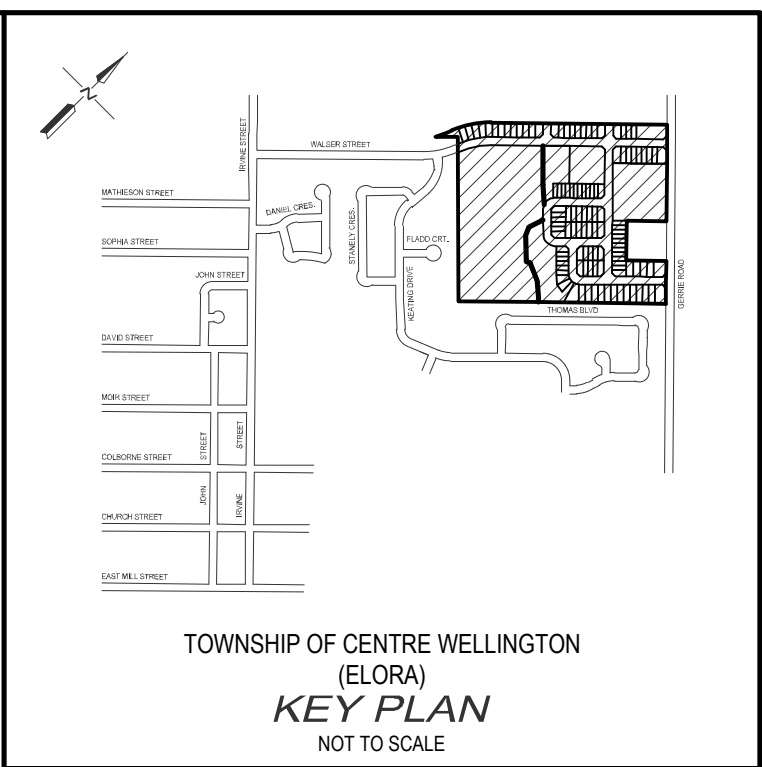 N
IRVINE STREET
WALSER STREET
MATHIESON STREET
DANIEL CRES.
STANELY CRES.
SOPHIA STREET
FLADD CRT.
JOHN STREET
KEATING DRIVE
GERRIE ROAD
THOMAS BLVD
DAVID STREET
MOIR STREET
STREET
STREET
COLBORNE STREET
JOHN
IRVINE
CHURCH STREET
EAST MILL STREET
TOWNSHIP OF CENTRE WELLINGTON
(ELORA)
KEY PLAN
NOT TO SCALE